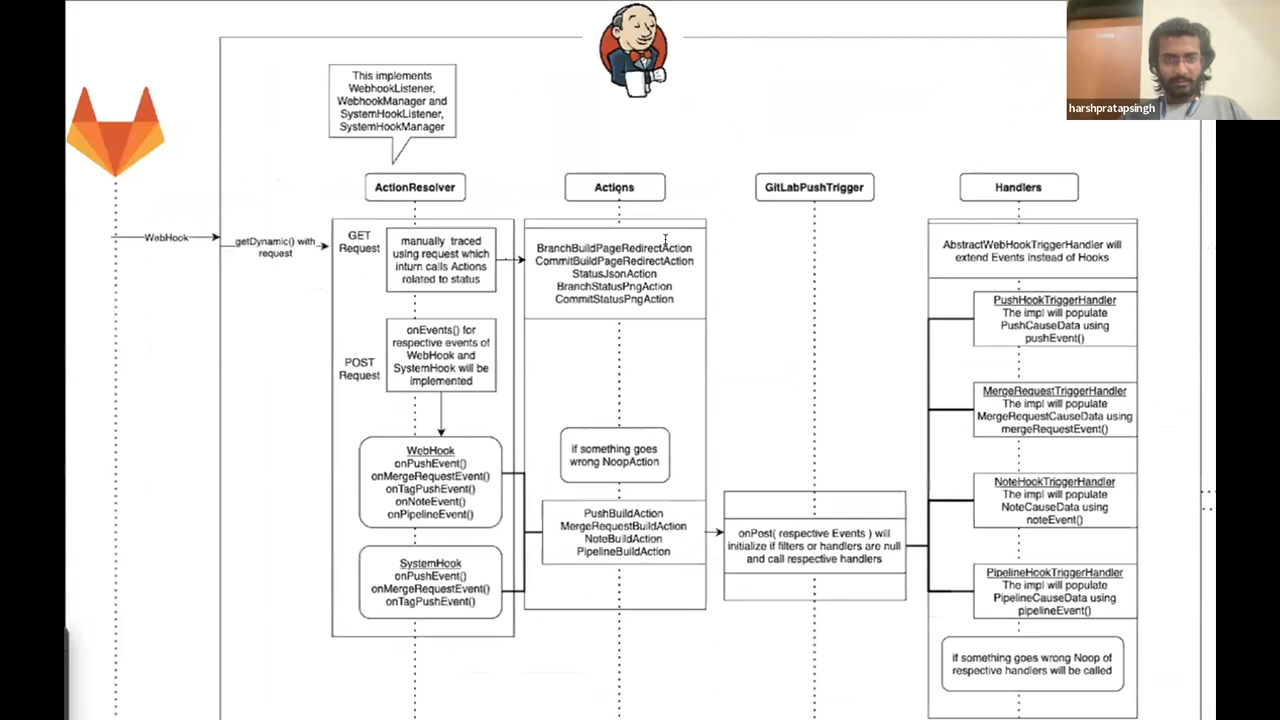 harshpratapsingh
This implements
WebhookListener,
WebhookManager and
SystemHookListener,
SystemHookManager
ActionResolver
Actions
GitLabPushTrigger
Handlers
WebHook
getDynamic() with
request
GET
Request
manually traced
using request which
inturn calls Actions
related to status
BranchBuildPageRedirectAction
CommitBuildPageRedirectAction
StatusJsonAction
BranchStatusPngAction
CommitStatusPngAction
AbstractWebHookTriggerHandler will
extend Events instead of Hooks
PushHookTriggerHandler
The impl will populate
PushCauseData using
pushEvent()
POST
Request
onEvents() for
respective events of
WebHook and
SystemHook will be
implemented
MergeRequestTriggerHandler
The impl will populate
MergeRequestCauseData using
mergeRequestEvent()
WebHook
onPushEvent()
onMergeRequestEvent()
onTagPushEvent()
onNoteEvent()
onPipelineEvent()
if something goes
wrong NoopAction
NoteHookTriggerHandler
The impl will populate
NoteCauseData using
noteEvent()
PushBuildAction
MergeRequestBuildAction
NoteBuildAction
PipelineBuildAction
onPost( respective Events ) will
initialize if filters or handlers are null
and call respective handlers
SystemHook
onPushEvent()
onMergeRequestEvent()
onTagPushEvent()
PipelineHookTriggerHandler
The impl will populate
PipelineCauseData using
pipelineEvent()
if something goes wrong Noop of
respective handlers will be called